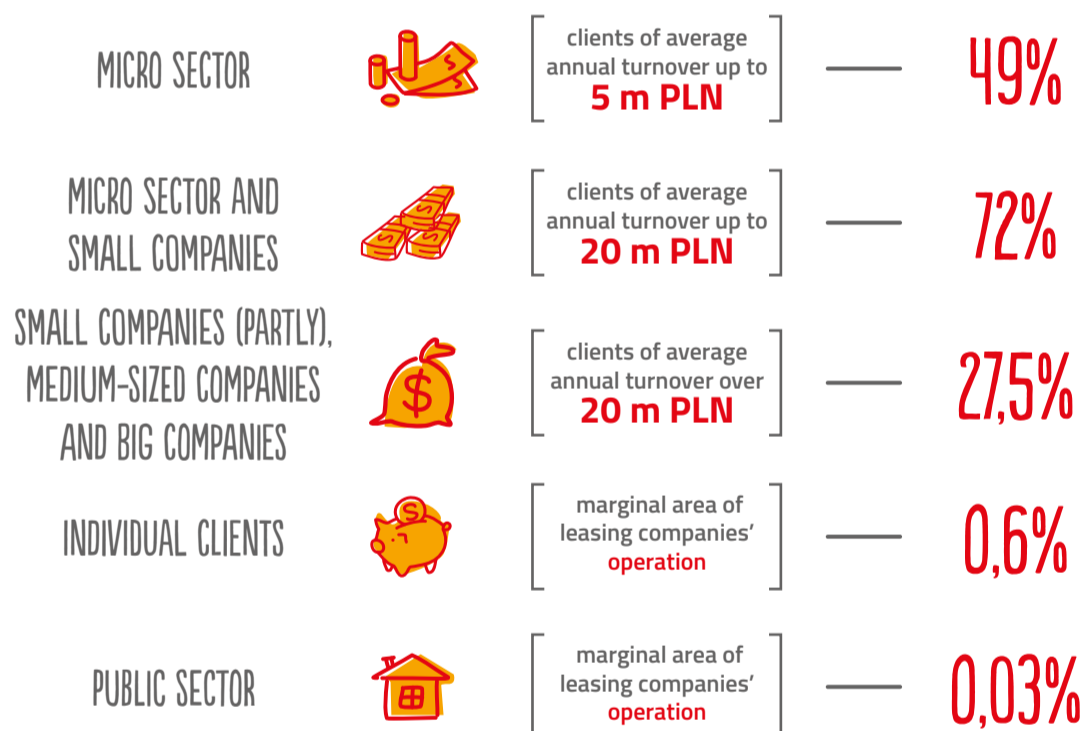 MICRO SECTOR
clients of average
annual turnover up to
5 m PLN
49%
MICRO SECTOR AND
SMALL COMPANIES
clients of average
annual turnover up to
20 m PLN
72%
SMALL COMPANIES (PARTLY),
MEDIUM-SIZED COMPANIES
AND BIG COMPANIES
$
clients of average
annual turnover over
20 m PLN
27,5%
INDIVIDUAL CLIENTS
marginal area of
leasing companies'
operation
0,6%
PUBLIC SECTOR
marginal area of
leasing companies'
operation
0,03%